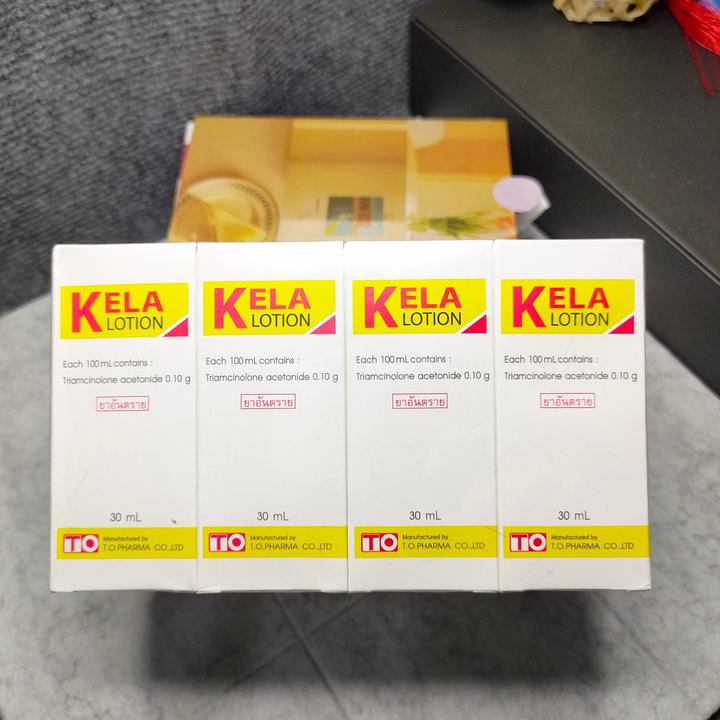 KELA
LOTION
Each 100 mL contains :
Triamcinolone acetonide 0.10 g
ยาอันตราย
30 mL
TO
Manufactured by
T.O.PHARMA CO.,LTD
KELA
LOTION
Each 100 mL contains :
Triamcinolone acetonide 0.10 g
ยาอันตราย
30 mL
TO
Manufactured by
T.O.PHARMA CO.,LTD
KELA
LOTION
Each 100 mL contains :
Triamcinolone acetonide 0.10 g
ยาอันตราย
30 mL
TO
Manufactured by
T.O.PHARMA CO.,LTD
KELA
LOTION
Each 100 mL contains :
Triamcinolone acetonide 0.10 g
ยาอันตราย
30 mL
TO
Manufactured by
T.O.PHARMA CO.,LTD